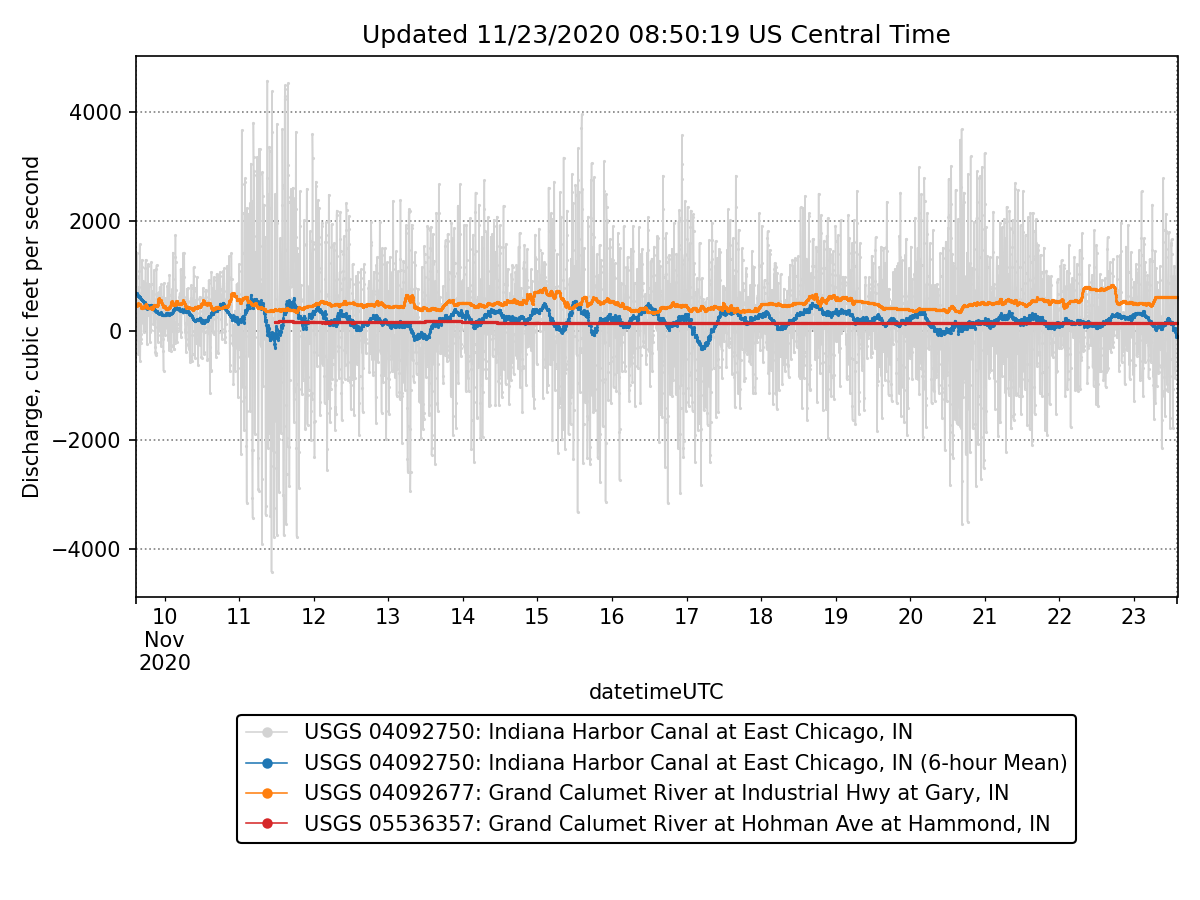 Updated 11/23/2020 08:50:19 US Central Time
Discharge, cubic feet per second
4000
2000
0
−2000
−4000
10 11 12 13 14 15 16 17 18 19 20 21 22 23
Nov
2020
datetimeUTC
USGS 04092750: Indiana Harbor Canal at East Chicago, IN
USGS 04092750: Indiana Harbor Canal at East Chicago, IN (6-hour Mean)
USGS 04092677: Grand Calumet River at Industrial Hwy at Gary, IN
USGS 05536357: Grand Calumet River at Hohman Ave at Hammond, IN